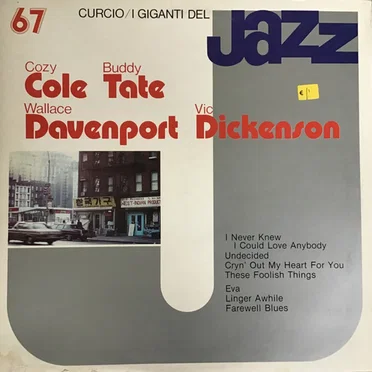 67
CURCIO/I GIGANTI DEL
Jazz
Cozy Buddy
Cole Tate
Wallace Vic
Davenport Dickenson
I Never Knew
I Could Love Anybody
Undecided
Cryn' Out My Heart For You
These Foolish Things
Eva
Linger Awhile
Farewell Blues